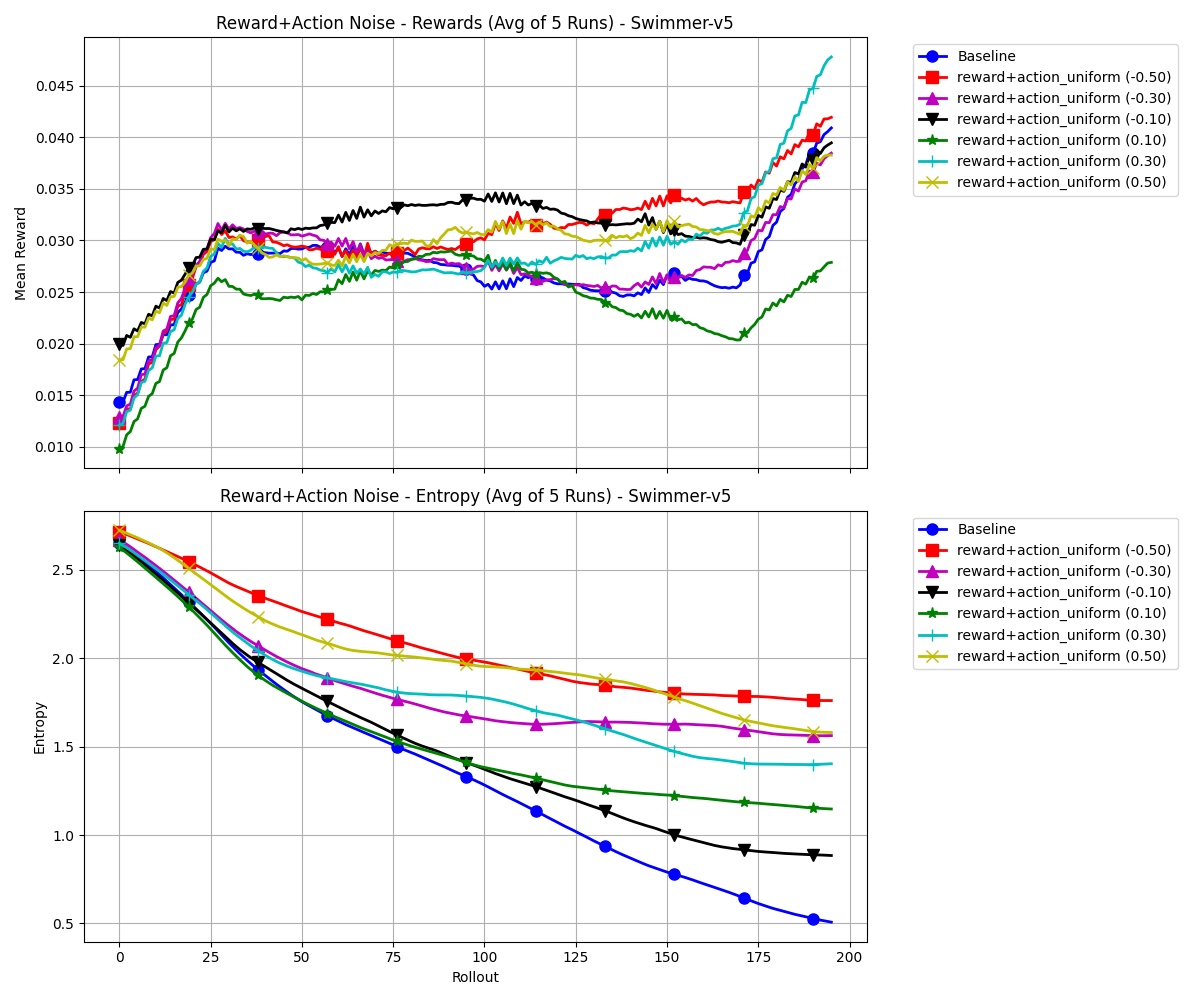 Reward+Action Noise - Rewards (Avg of 5 Runs) - Swimmer-v5
Mean Reward
0.045
0.040
0.035
0.030
0.025
0.020
0.015
0.010
Baseline
reward+action_uniform (-0.50)
reward+action_uniform (-0.30)
reward+action_uniform (-0.10)
reward+action_uniform (0.10)
reward+action_uniform (0.30)
reward+action_uniform (0.50)
Reward+Action Noise - Entropy (Avg of 5 Runs) - Swimmer-v5
Entropy
2.5
2.0
1.5
1.0
0.5
0 25 50 75 100 125 150 175 200
Rollout
Baseline
reward+action_uniform (-0.50)
reward+action_uniform (-0.30)
reward+action_uniform (-0.10)
reward+action_uniform (0.10)
reward+action_uniform (0.30)
reward+action_uniform (0.50)